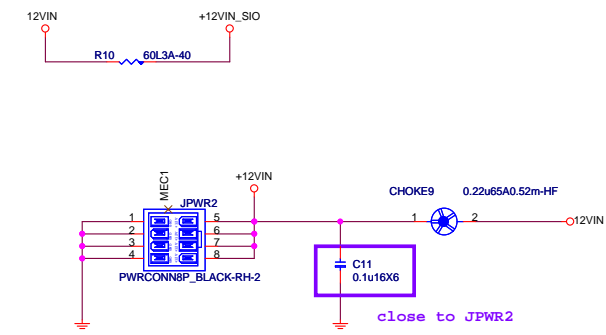 12VIN +12VIN_SIO
R10 60L3A-40
MEC1
+12VIN
JPWR2
CHOKE9 0.22u65A0.52m-HF
1 5
2 6
3 7
4 8
1 2
12VIN
PWRCONN8P_BLACK-RH-2
C11
0.1u16X6
close to JPWR2